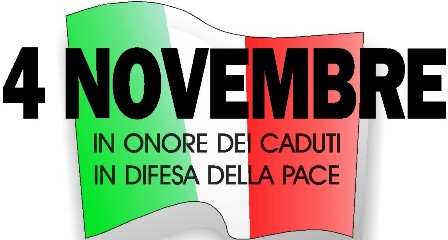 4 NOVEMBRE
IN ONORE DEI CADUTI
IN DIFESA DELLA PACE